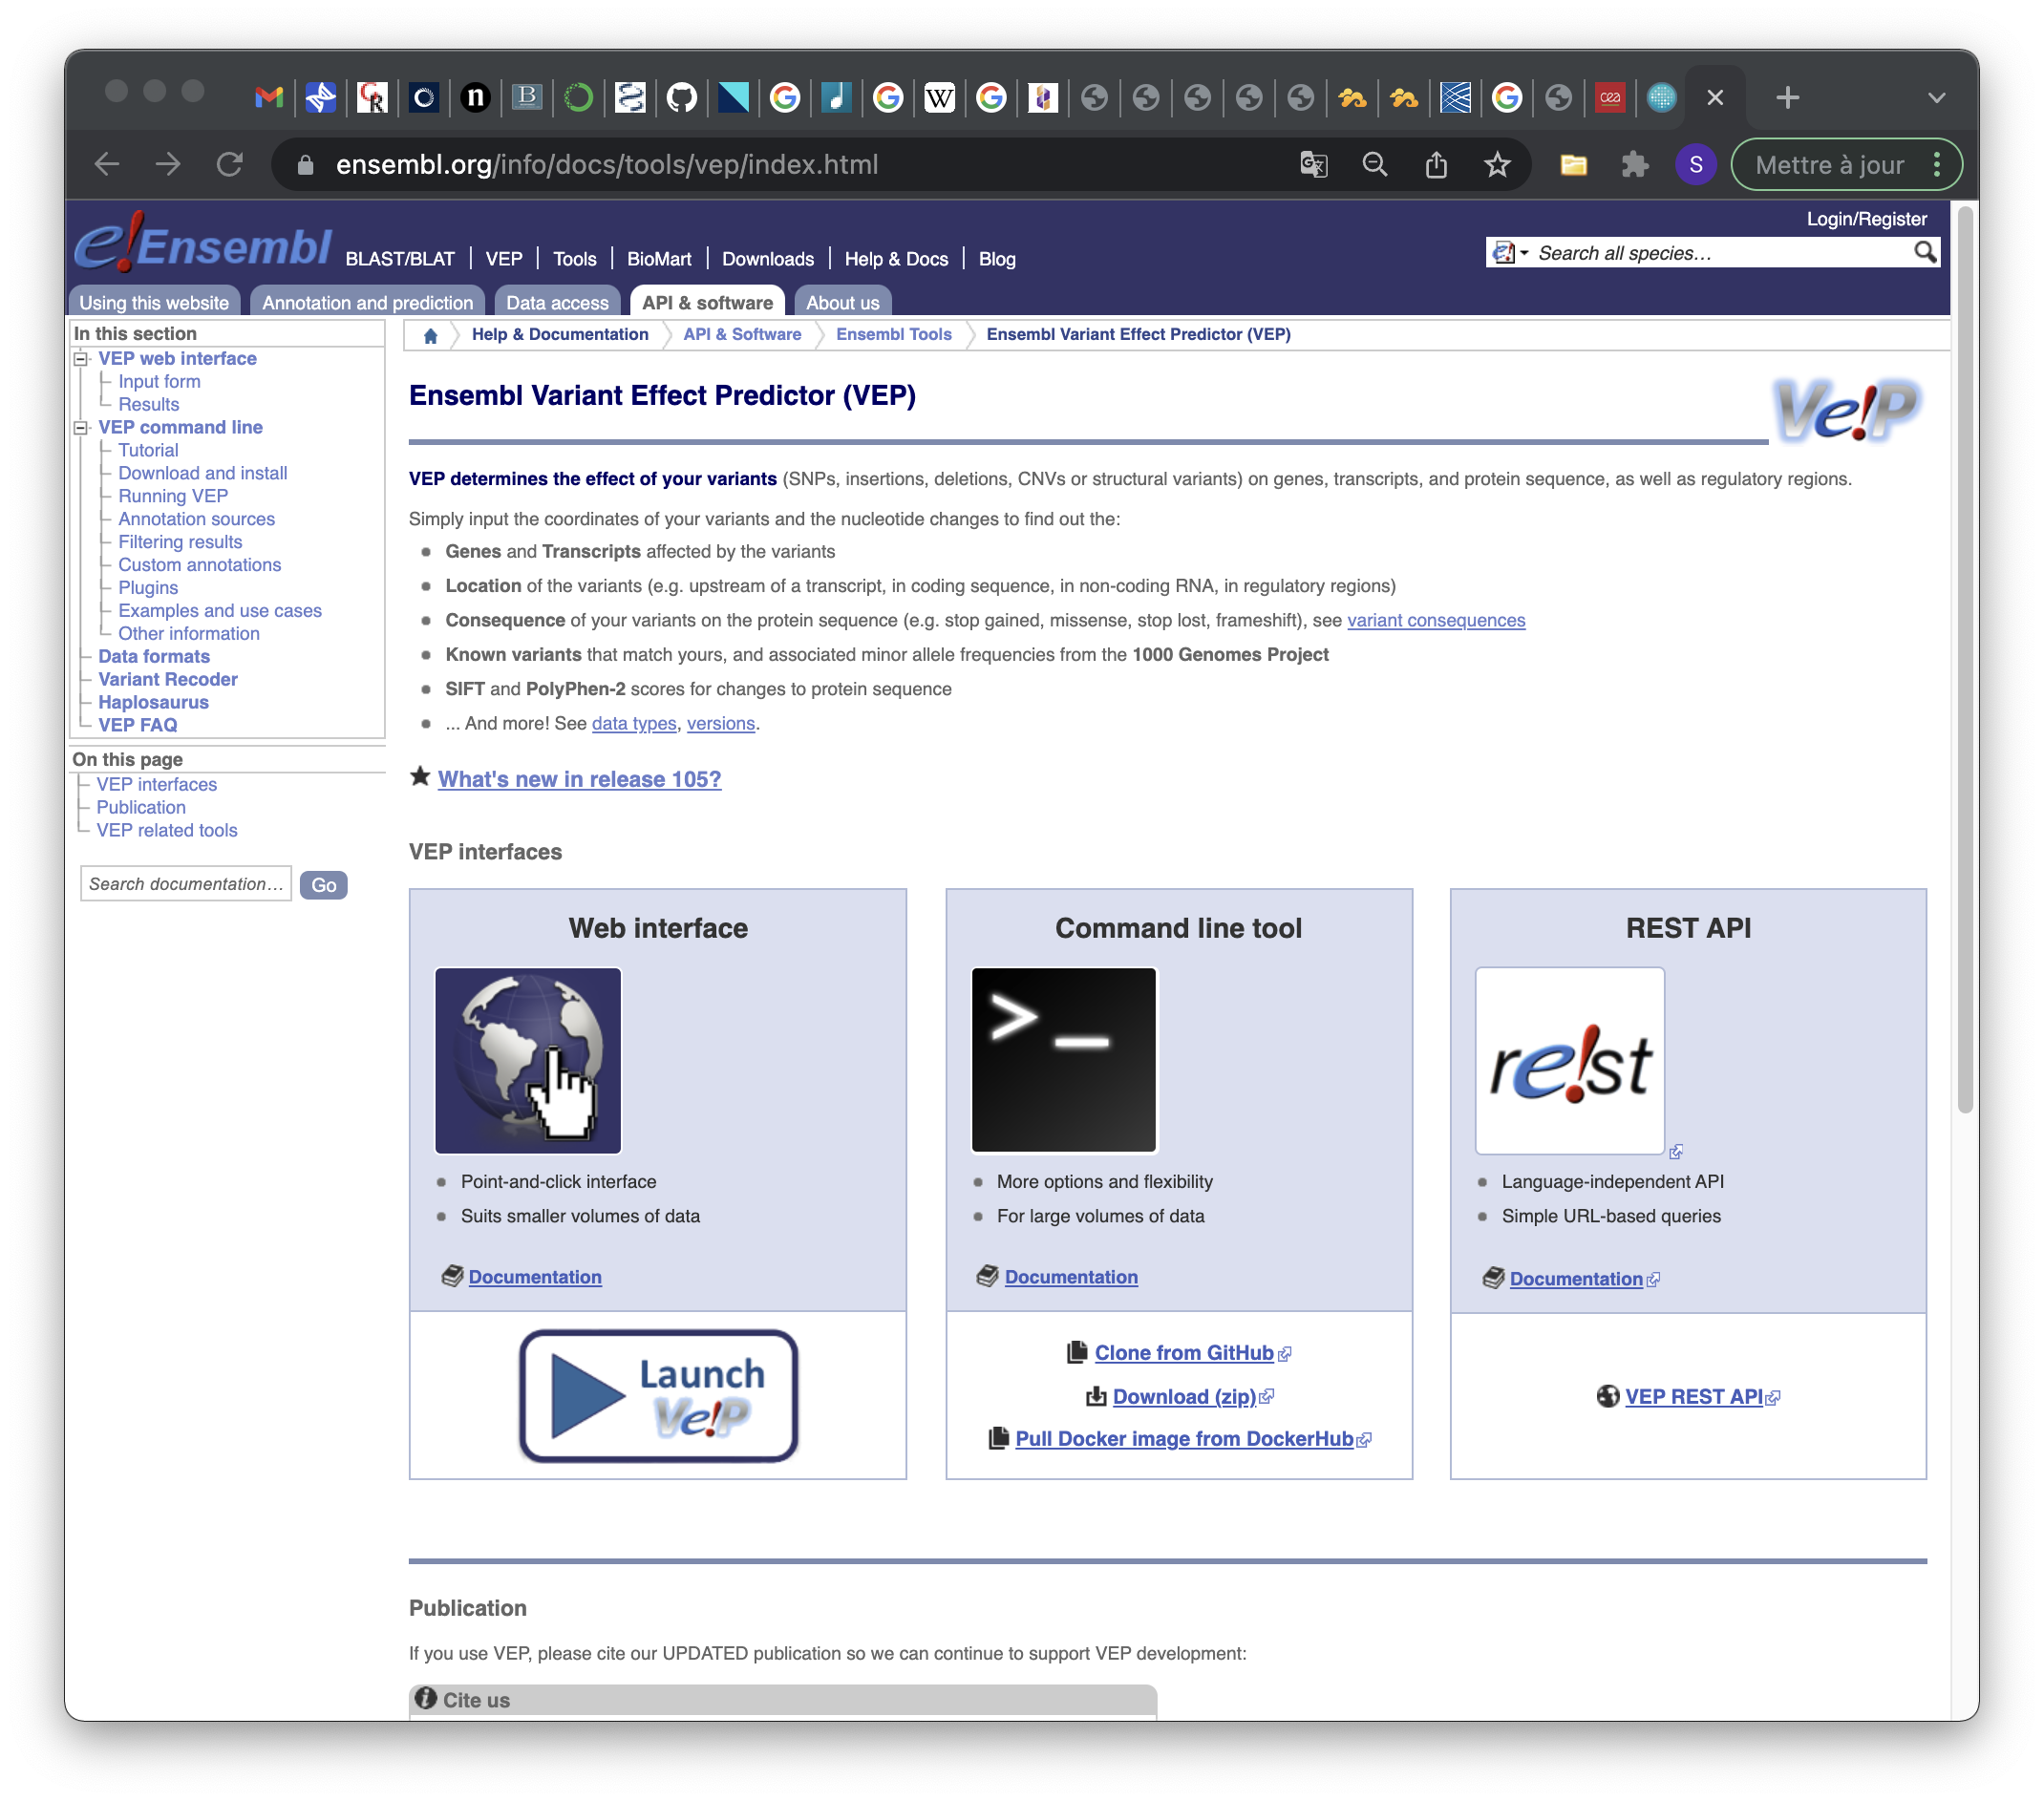 ensembl.org/info/docs/tools/vep/index.html
Mettre à jour
S
n
B
W
cea
CR
e!Ensembl
BLAST/BLAT | VEP | Tools | BioMart | Downloads | Help & Docs | Blog
Login/Register
Search all species...
Using this website
Annotation and prediction
Data access
API & software
About us
In this section
VEP web interface
Input form
Results
VEP command line
Tutorial
Download and install
Running VEP
Annotation sources
Filtering results
Custom annotations
Plugins
Examples and use cases
Other information
Data formats
Variant Recoder
Haplosaurus
VEP FAQ
On this page
VEP interfaces
Publication
VEP related tools
Search documentation...
Go
Help & Documentation
API & Software
Ensembl Tools
Ensembl Variant Effect Predictor (VEP)
Ensembl Variant Effect Predictor (VEP)
Ve!P
VEP determines the effect of your variants (SNPs, insertions, deletions, CNVs or structural variants) on genes, transcripts, and protein sequence, as well as regulatory regions.
Simply input the coordinates of your variants and the nucleotide changes to find out the:
Genes and Transcripts affected by the variants
Location of the variants (e.g. upstream of a transcript, in coding sequence, in non-coding RNA, in regulatory regions)
Consequence of your variants on the protein sequence (e.g. stop gained, missense, stop lost, frameshift), see variant consequences
Known variants that match yours, and associated minor allele frequencies from the 1000 Genomes Project
SIFT and PolyPhen-2 scores for changes to protein sequence
... And more! See data types, versions.
What's new in release 105?
VEP interfaces
Web interface
Point-and-click interface
Suits smaller volumes of data
Documentation
Launch
Ve!P
Command line tool
>_
More options and flexibility
For large volumes of data
Documentation
Clone from GitHub
Download (zip)
Pull Docker image from DockerHub
REST API
re!st
Language-independent API
Simple URL-based queries
Documentation
VEP REST API
Publication
If you use VEP, please cite our UPDATED publication so we can continue to support VEP development:
Cite us